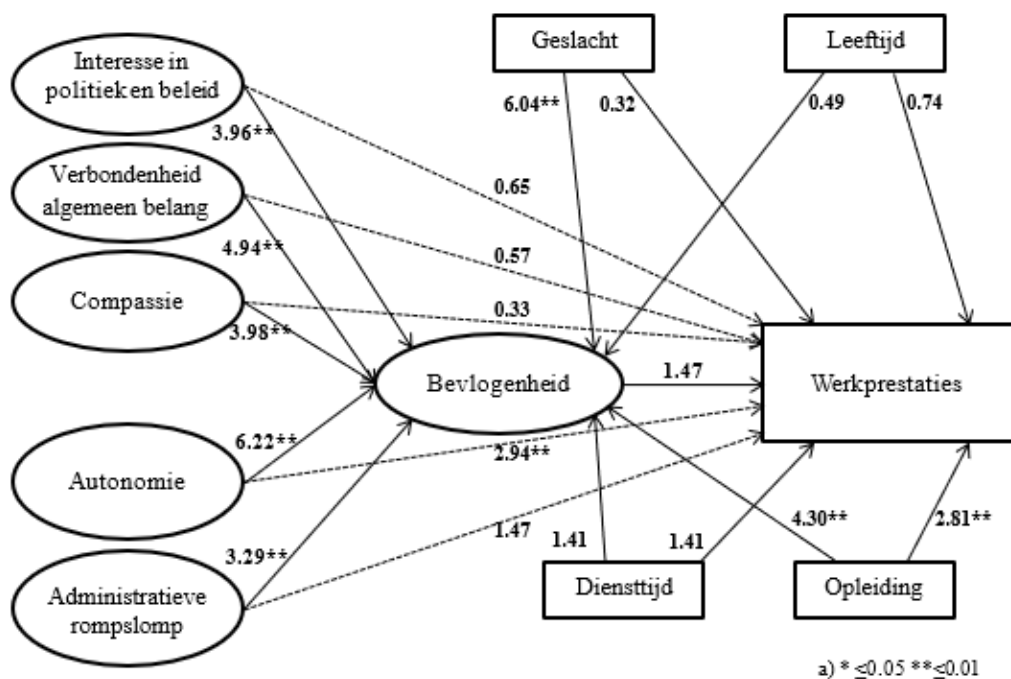 Interesse in
politiek en beleid
Geslacht
Leeftijd
3.96**
6.04**
0.32
0.49
0.74
Verbondenheid
algemeen belang
0.65
4.94**
0.57
Compassie
3.98**
0.33
Bevlogenheid
1.47
Werkprestaties
Autonomie
6.22**
2.94**
Administratieve
rompslomp
3.29**
1.47
1.41
1.41
4.30**
2.81**
Diensttijd
Opleiding
a) * ≤0.05 **≤0.01